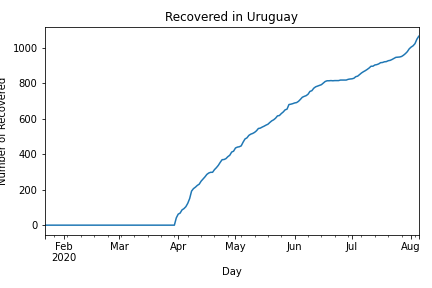 Recovered in Uruguay
Number of Recovered
1000
800
600
400
200
0
Feb
2020
Mar
Apr
May
Jun
Jul
Aug
Day